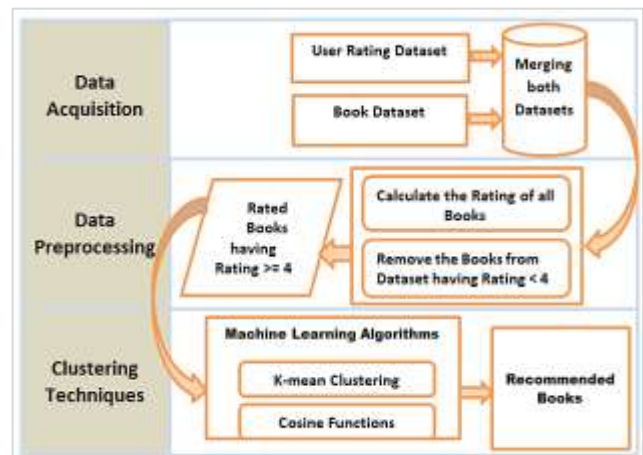 Data
Acquisition
User Rating Dataset
Book Dataset
Merging
both
Datasets
Data
Preprocessing
Rated
Books
having
Rating >= 4
Calculate the Rating of all
Books
Remove the Books from
Dataset having Rating < 4
Clustering
Techniques
Machine Learning Algorithms
K-mean Clustering
Cosine Functions
Recommended
Books